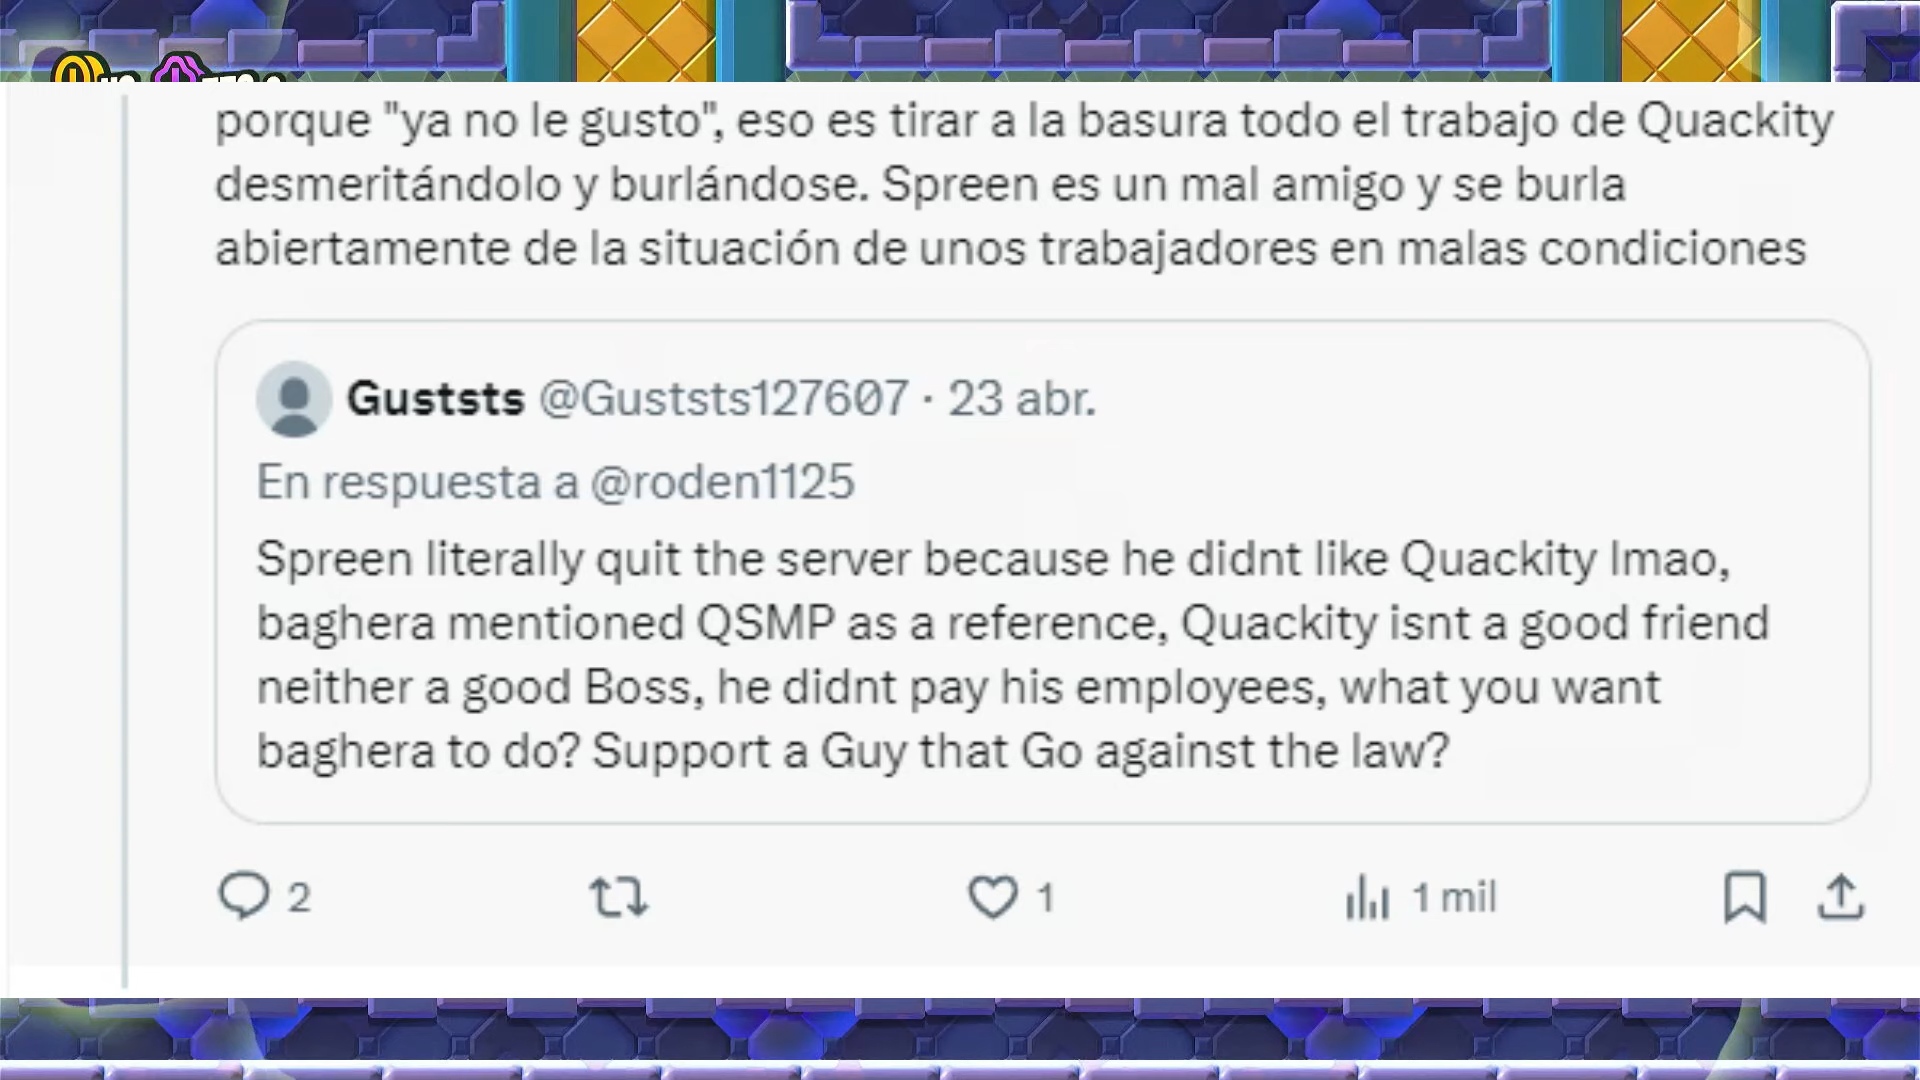 porque "ya no le gusto", eso es tirar a la basura todo el trabajo de Quackity
desmeritándolo y burlándose. Spreen es un mal amigo y se burla
abiertamente de la situación de unos trabajadores en malas condiciones
Guststs @Guststs127607 · 23 abr.
En respuesta a @roden1125
Spreen literally quit the server because he didnt like Quackity lmao,
baghera mentioned QSMP as a reference, Quackity isnt a good friend
neither a good Boss, he didnt pay his employees, what you want
baghera to do? Support a Guy that Go against the law?
2 1 1 mil